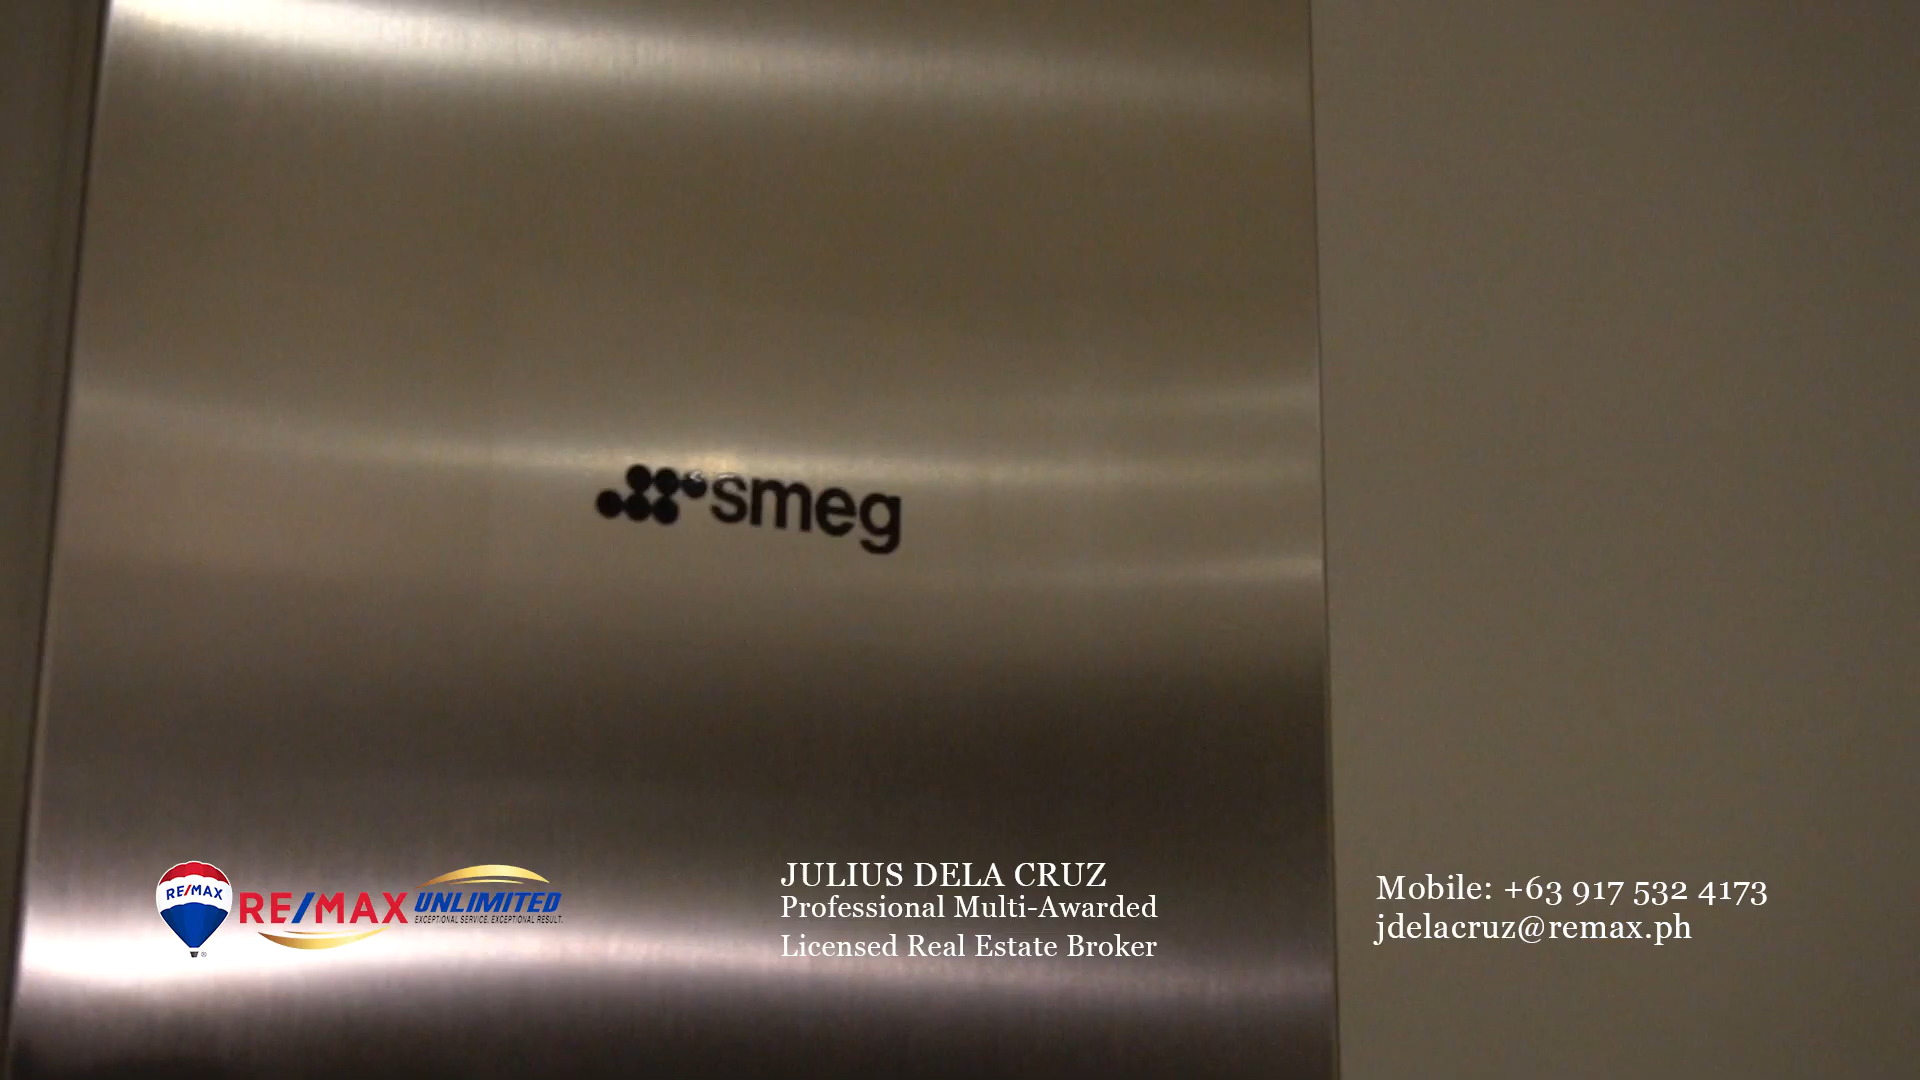 smeg
RE/MAX
RE/MAX UNLIMITED
EXCEPTIONAL SERVICE. EXCEPTIONAL RESULT.
JULIUS DELA CRUZ
Professional Multi-Awarded
Licensed Real Estate Broker
Mobile: +63 917 532 4173
jdelacruz@remax.ph